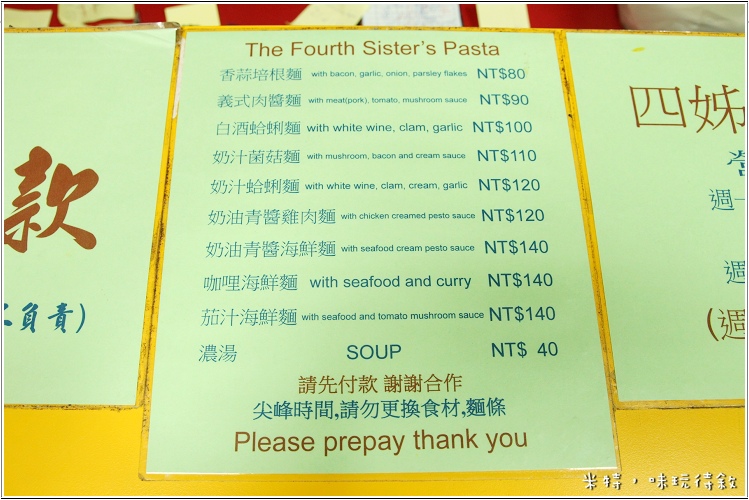 The Fourth Sister's Pasta
香蒜培根麵 with bacon, garlic, onion, parsley flakes NT$80
義式肉醬麵 with meat(pork), tomato, mushroom sauce NT$90
白酒蛤蜊麵 with white wine, clam, garlic NT$100
奶汁菌菇麵 with mushroom, bacon and cream sauce NT$110
奶汁蛤蜊麵 with white wine, clam, cream, garlic NT$120
奶油青醬雞肉麵 with chicken creamed pesto sauce NT$120
奶油青醬海鮮麵 with seafood cream pesto sauce NT$140
咖哩海鮮麵 with seafood and curry NT$140
茄汁海鮮麵 with seafood and tomato mushroom sauce NT$140
濃湯 SOUP NT$ 40
請先付款 謝謝合作
尖峰時間,請勿更換食材,麵條
Please prepay thank you
款
負責)
四姊
營
週一
週
(週
米特，味玩待敘